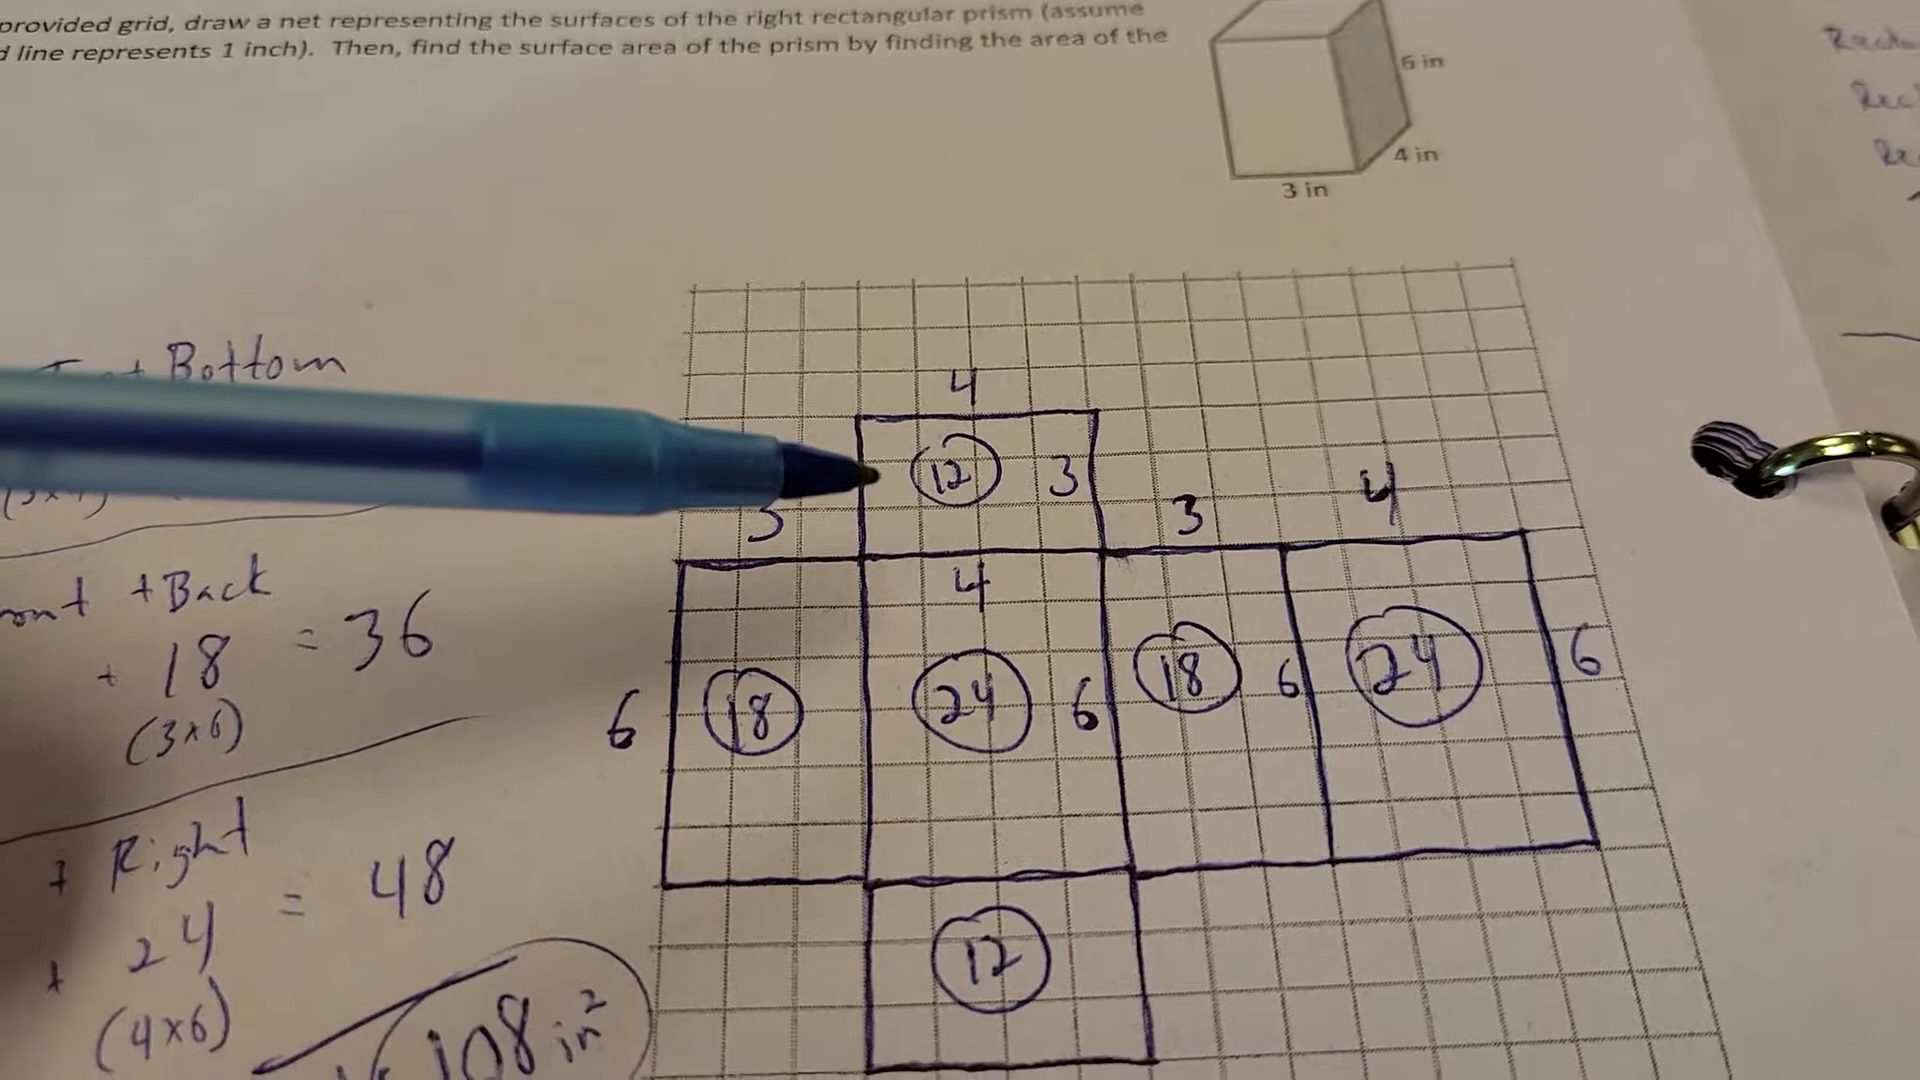 provided grid, draw a net representing the surfaces of the right rectangular prism (assume
line represents 1 inch). Then, find the surface area of the prism by finding the area of the
6 in
4 in
3 in
+ Bottom
+ Back
+ 18 = 36
(3x6)
+ Right
+ 24 = 48
(4x6)
108 in²
4
12 3
3 4
4
18 24 6 18 6 24 6
6
12